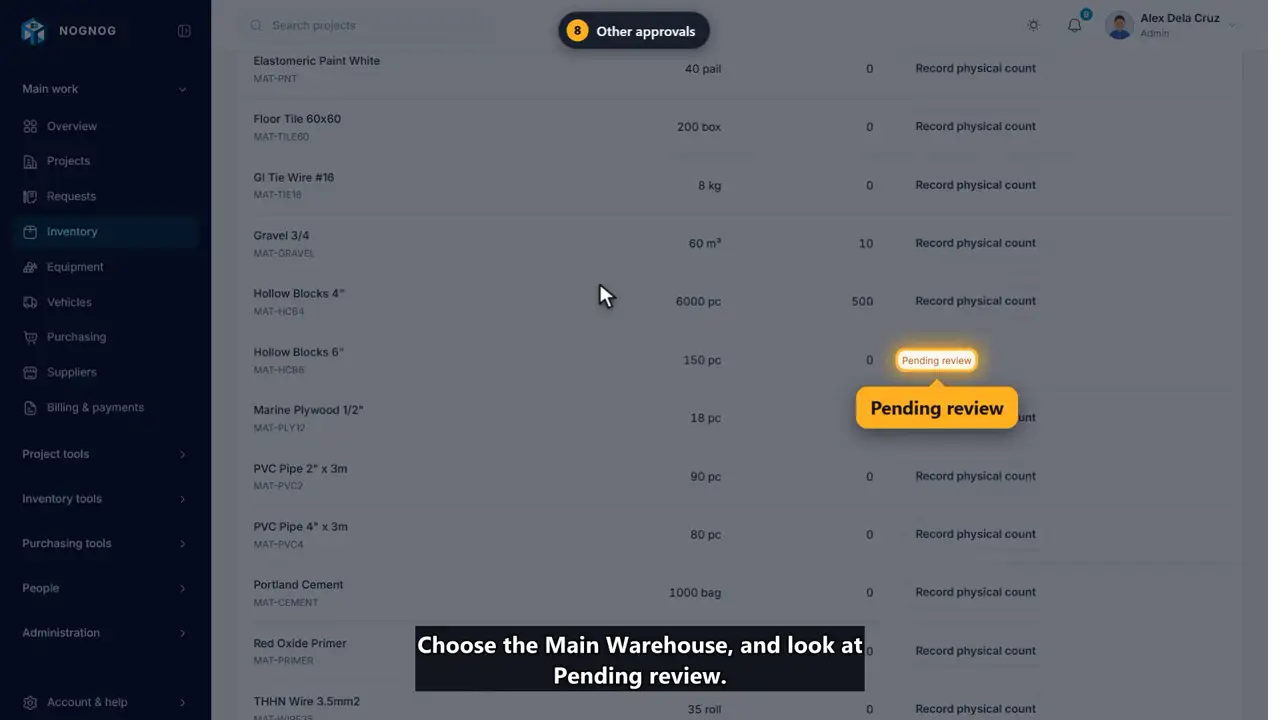 NOGNOG
Search projects
8 Other approvals
8
Alex Dela Cruz
Admin
Main work
Overview
Projects
Requests
Inventory
Equipment
Vehicles
Purchasing
Suppliers
Billing & payments
Project tools
Inventory tools
Purchasing tools
People
Administration
Account & help
Elastomeric Paint White
MAT-PNT
40 pail 0 Record physical count
Floor Tile 60x60
MAT-TILE60
200 box 0 Record physical count
GI Tie Wire #16
MAT-TIE16
8 kg 0 Record physical count
Gravel 3/4
MAT-GRAVEL
60 m³ 10 Record physical count
Hollow Blocks 4"
MAT-HCB4
6000 pc 500 Record physical count
Hollow Blocks 6"
MAT-HCB6
150 pc 0 Pending review
Pending review
Marine Plywood 1/2"
MAT-PLY12
18 pc unt
PVC Pipe 2" x 3m
MAT-PVC2
90 pc 0 Record physical count
PVC Pipe 4" x 3m
MAT-PVC4
80 pc 0 Record physical count
Portland Cement
MAT-CEMENT
1000 bag 0 Record physical count
Red Oxide Primer
MAT-PRIMER
0 Record physical count
THHN Wire 3.5mm2
MAT-WIRE35
35 roll 0 Record physical count
Choose the Main Warehouse, and look at
Pending review.